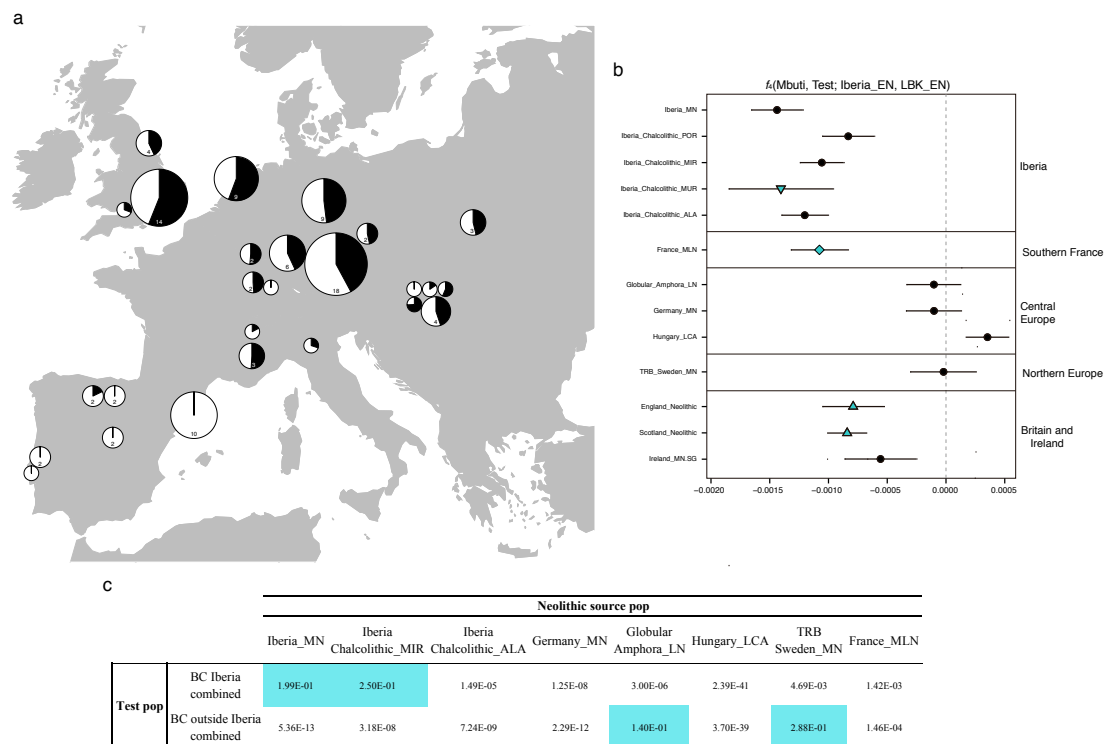 a
4
14
9
9
2
3
2
6
18
2
4
3
2
2
10
2
2
b
f4(Mbuti, Test; Iberia_EN, LBK_EN)
Iberia_MN
Iberia_Chalcolithic_POR
Iberia_Chalcolithic_MIR
Iberia_Chalcolithic_MUR
Iberia_Chalcolithic_ALA
Iberia
France_MLN
Southern France
Globular_Amphora_LN
Germany_MN
Hungary_LCA
Central
Europe
TRB_Sweden_MN
Northern Europe
England_Neolithic
Scotland_Neolithic
Ireland_MN.SG
Britain and
Ireland
−0.0020 −0.0015 −0.0010 −0.0005 0.0000 0.0005
c
Neolithic source pop
Iberia_MN Iberia Chalcolithic_MIR Iberia Chalcolithic_ALA Germany_MN Globular Amphora_LN Hungary_LCA TRB Sweden_MN France_MLN
Test pop
BC Iberia combined 1.99E-01 2.50E-01 1.49E-05 1.25E-08 3.00E-06 2.39E-41 4.69E-03 1.42E-03
BC outside Iberia combined 5.36E-13 3.18E-08 7.24E-09 2.29E-12 1.40E-01 3.70E-39 2.88E-01 1.46E-04